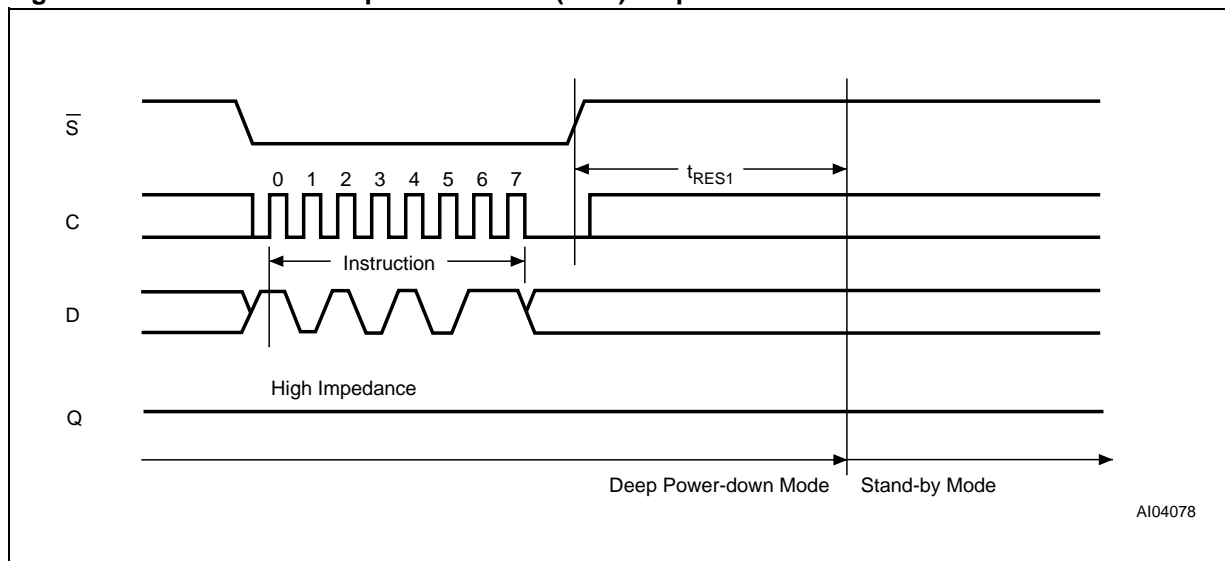 S
0 1 2 3 4 5 6 7
tRES1
C
Instruction
D
High Impedance
Q
Deep Power-down Mode Stand-by Mode
AI04078